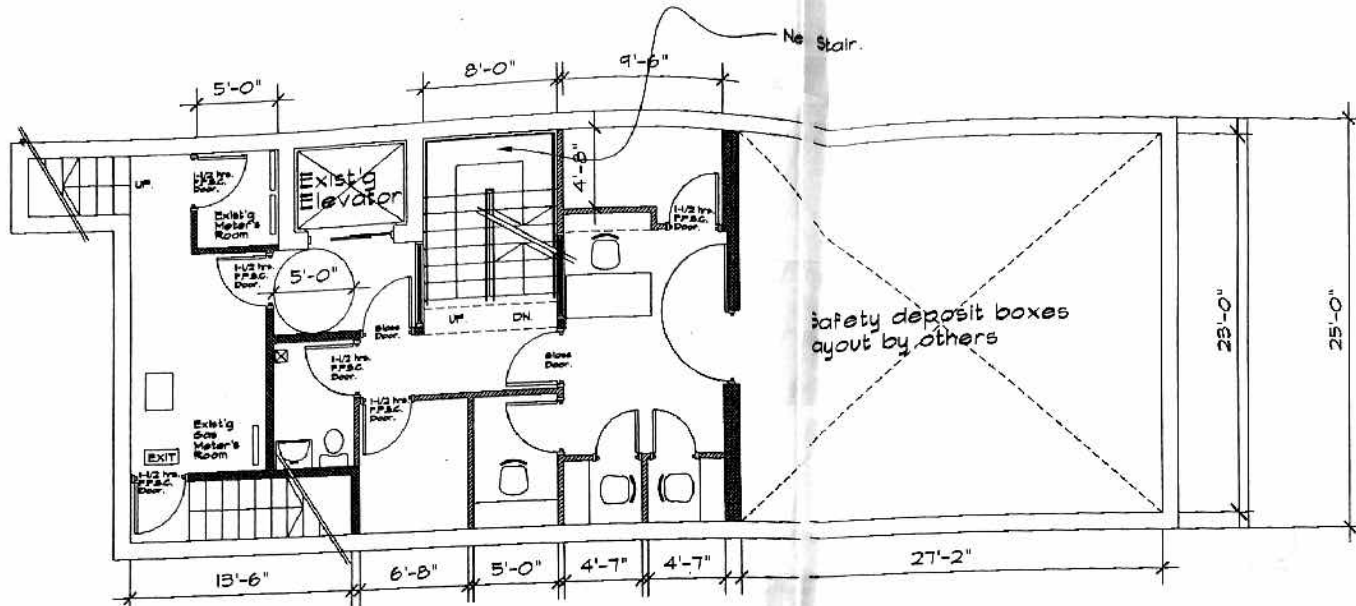 Ne Stair.
8'-0"
9'-6"
5'-0"
4'-8"
UP.
1-1/2 hrs.
F.P.S.C.
Door.
Exist'g
Elevator
Exist'g
Meter's
Room
1-1/2 hrs.
F.P.S.C.
Door.
1-1/2 hrs.
F.P.S.C.
Door.
5'-0"
Glass
Door.
UP
DN.
Safety deposit boxes
ayout by others
23'-0"
25'-0"
1-1/2 hrs.
F.P.S.C.
Door.
Glass
Door.
1-1/2 hrs.
F.P.S.C.
Door.
Exist'g
Gas
Meter's
Room
EXIT
1-1/2 hrs.
F.P.S.C.
Door.
13'-6"
6'-8"
5'-0"
4'-7"
4'-7"
27'-2"